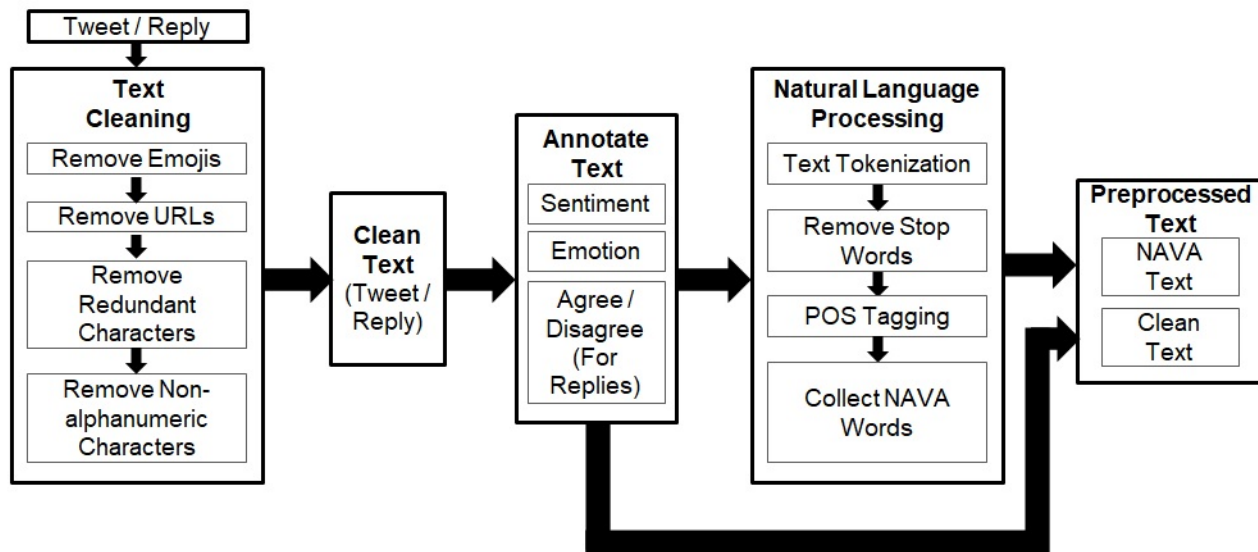 Tweet / Reply
Text
Cleaning
Remove Emojis
Remove URLs
Remove
Redundant
Characters
Remove Non-
alphanumeric
Characters
Clean
Text
(Tweet /
Reply)
Annotate
Text
Sentiment
Emotion
Agree /
Disagree
(For
Replies)
Natural Language
Processing
Text Tokenization
Remove Stop
Words
POS Tagging
Collect NAVA
Words
Preprocessed
Text
NAVA
Text
Clean
Text